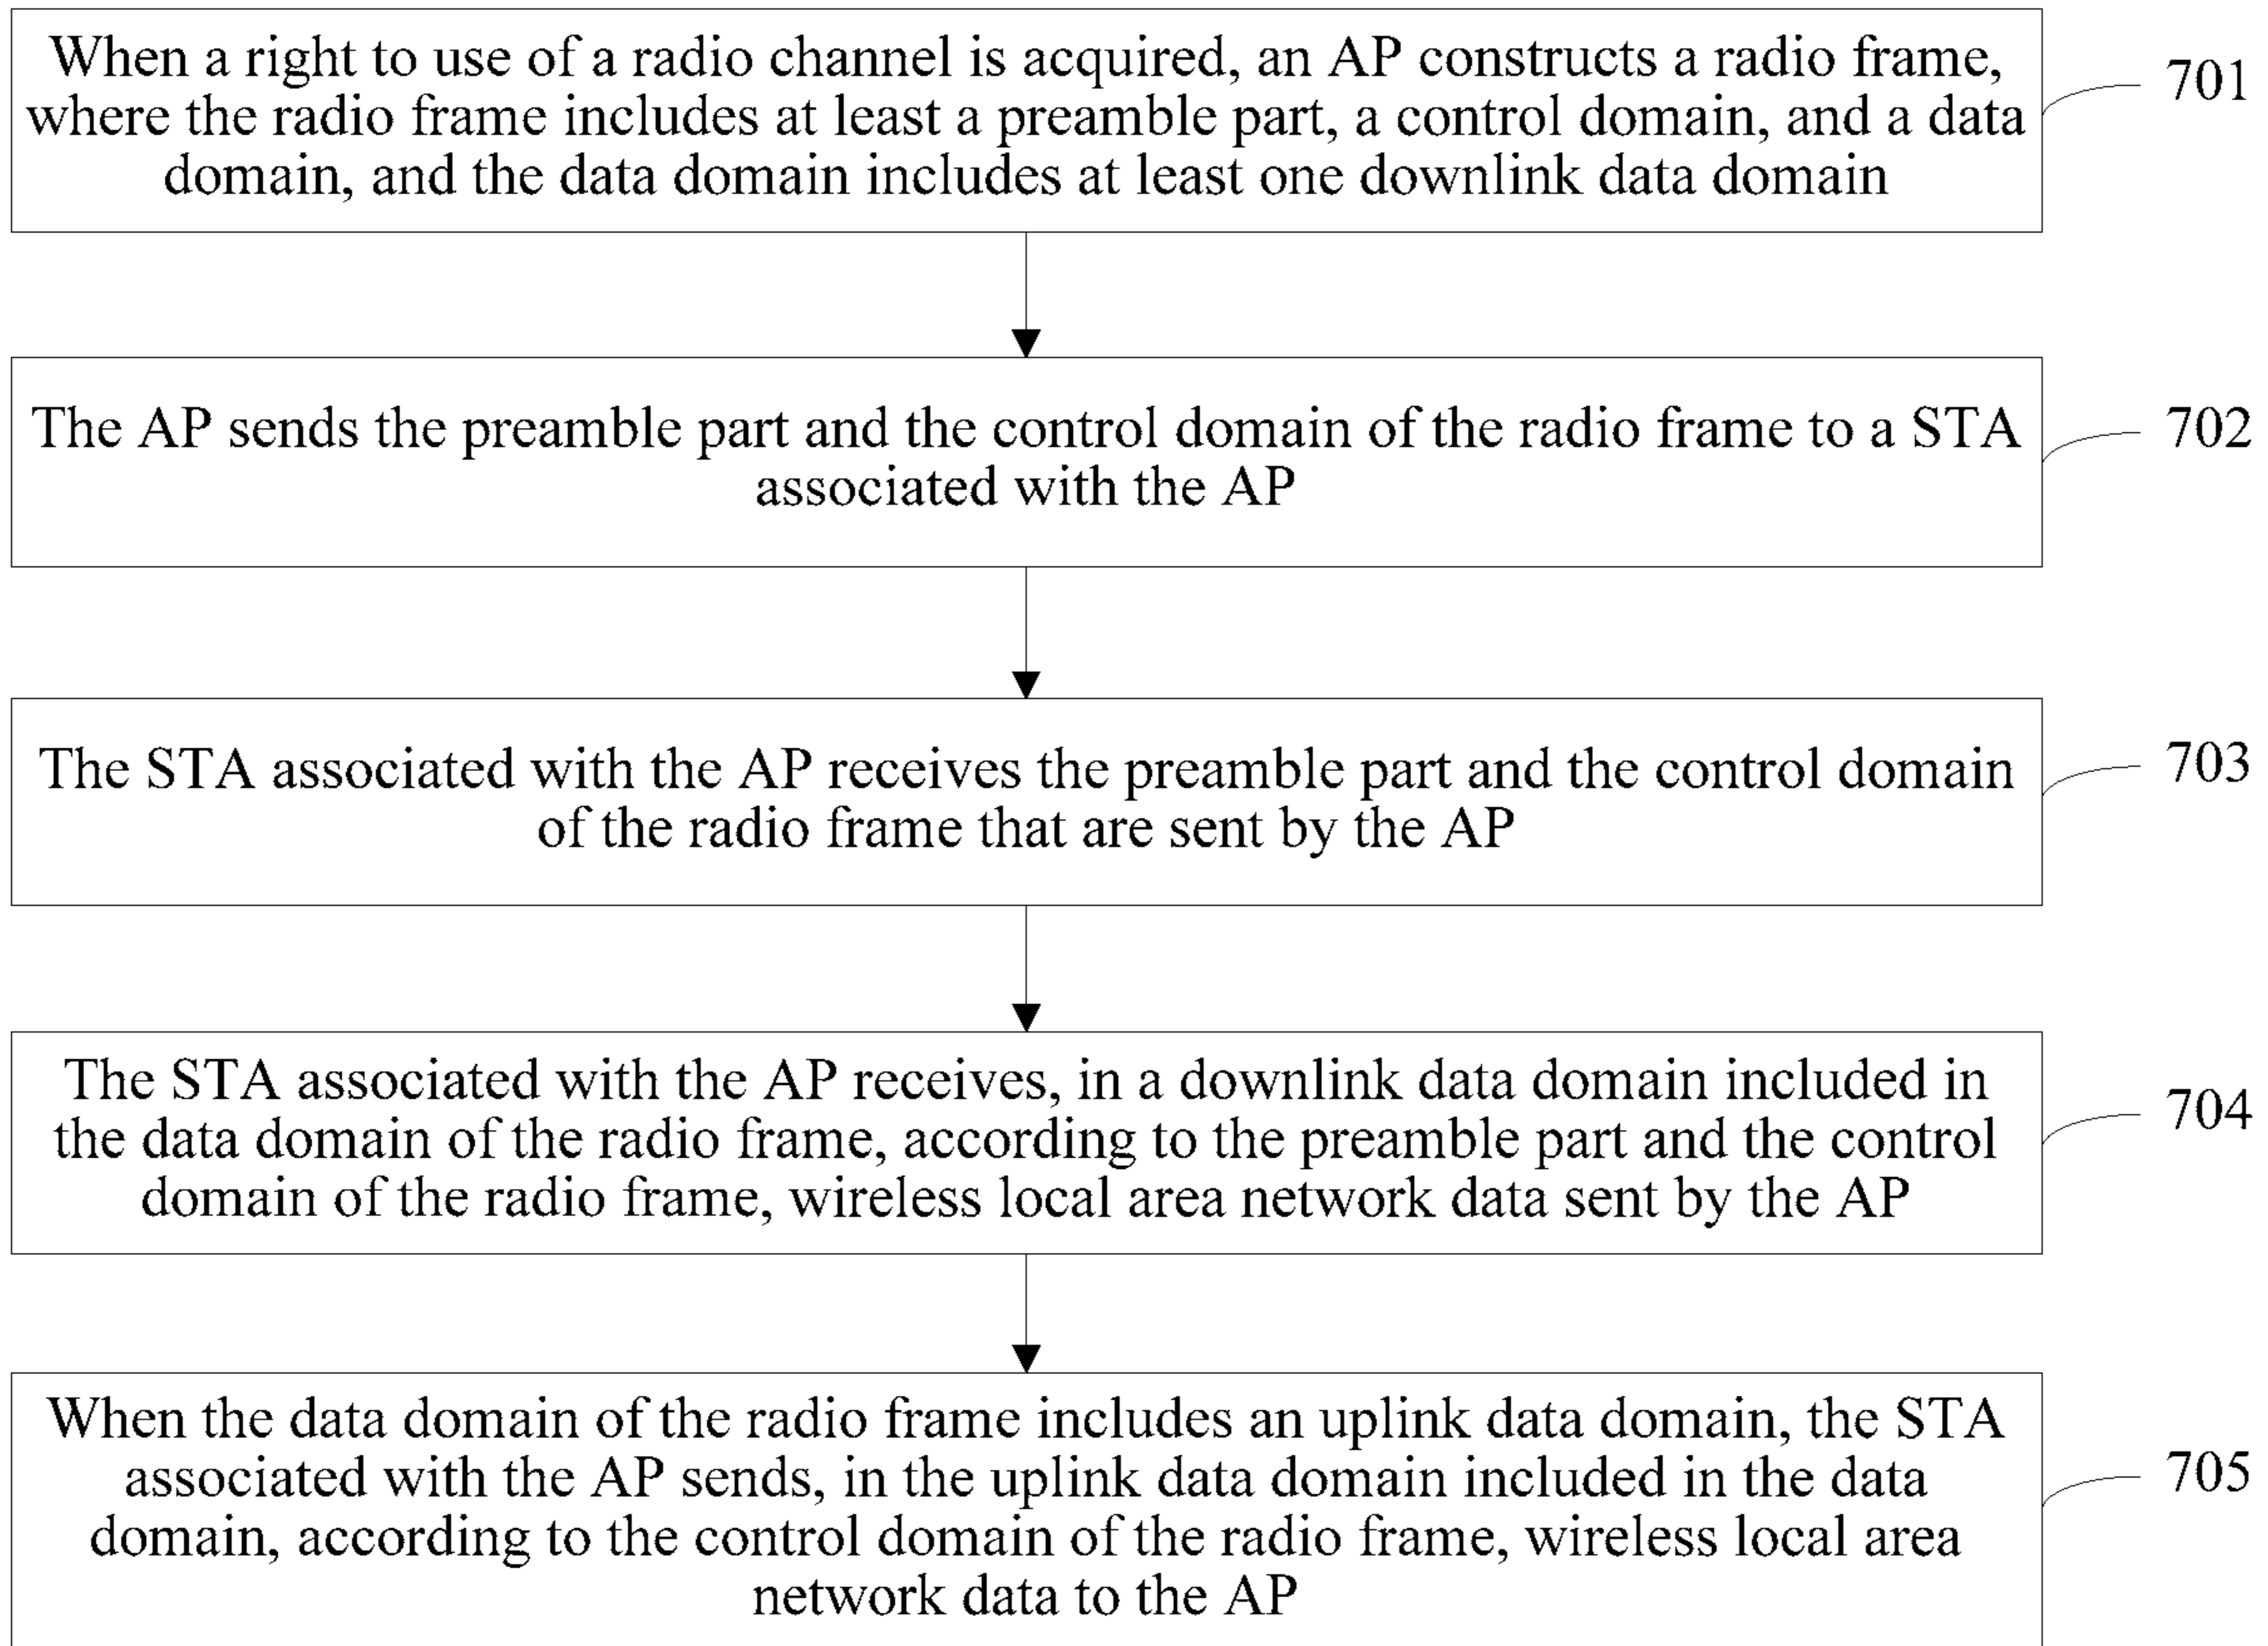 When a right to use of a radio channel is acquired, an AP constructs a radio frame,
where the radio frame includes at least a preamble part, a control domain, and a data
domain, and the data domain includes at least one downlink data domain
701
The AP sends the preamble part and the control domain of the radio frame to a STA
associated with the AP
702
The STA associated with the AP receives the preamble part and the control domain
of the radio frame that are sent by the AP
703
The STA associated with the AP receives, in a downlink data domain included in
the data domain of the radio frame, according to the preamble part and the control
domain of the radio frame, wireless local area network data sent by the AP
704
When the data domain of the radio frame includes an uplink data domain, the STA
associated with the AP sends, in the uplink data domain included in the data
domain, according to the control domain of the radio frame, wireless local area
network data to the AP
705